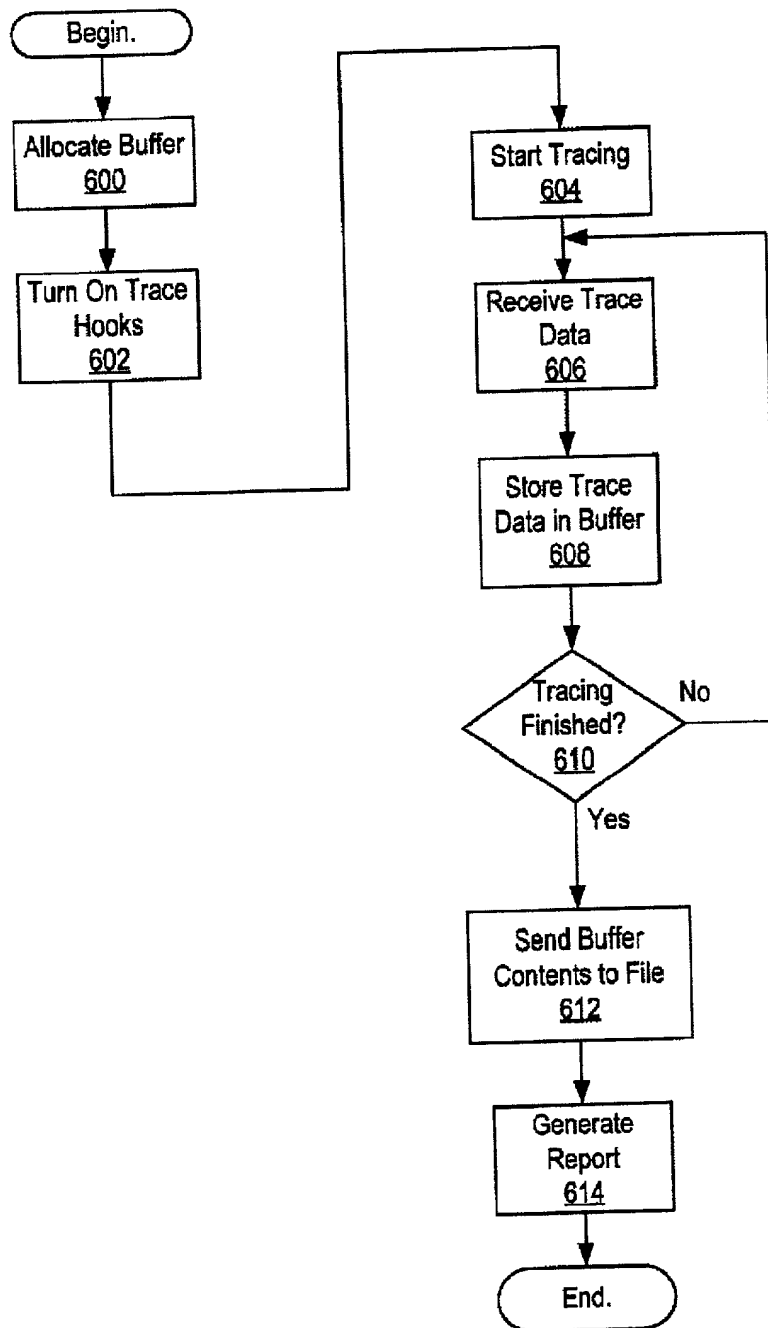 Begin.
Allocate Buffer
600
Turn On Trace
Hooks
602
Start Tracing
604
Receive Trace
Data
606
Store Trace
Data in Buffer
608
Tracing
Finished?
610
No
Yes
Send Buffer
Contents to File
612
Generate
Report
614
End.